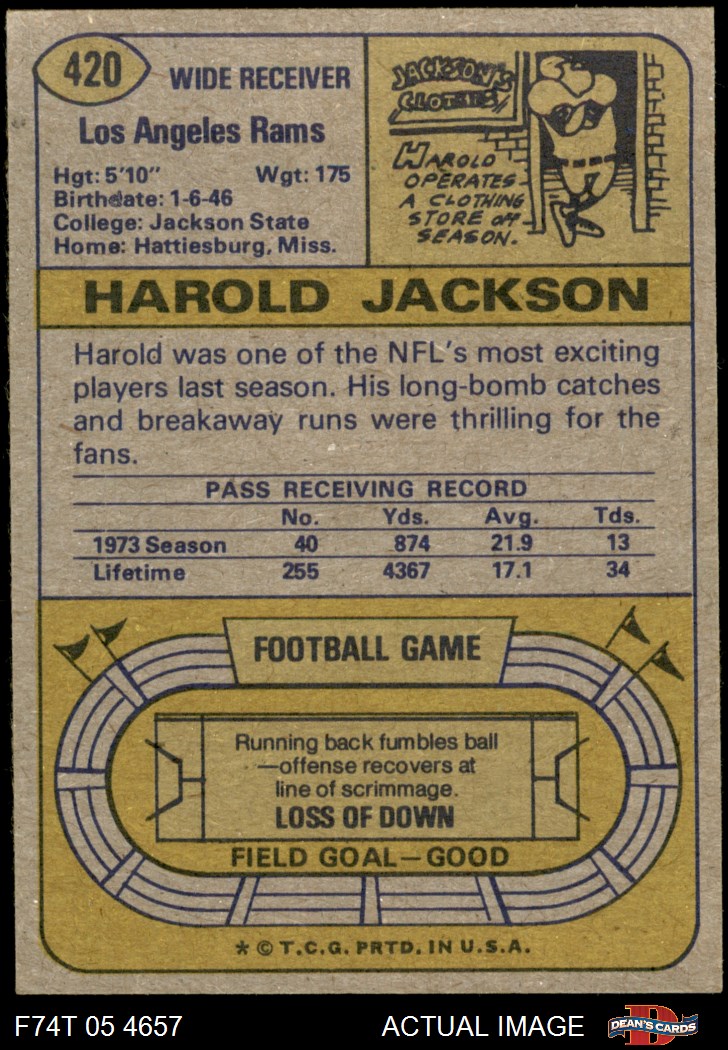 420
WIDE RECEIVER
Los Angeles Rams
Hgt: 5'10" Wgt: 175
Birthdate: 1-6-46
College: Jackson State
Home: Hattiesburg, Miss.
JACKSON'S
CLOTHES
HAROLD
OPERATES
A CLOTHING
STORE OFF
SEASON.
HAROLD JACKSON
Harold was one of the NFL's most exciting
players last season. His long-bomb catches
and breakaway runs were thrilling for the
fans.
PASS RECEIVING RECORD
No. Yds. Avg. Tds.
1973 Season 40 874 21.9 13
Lifetime 255 4367 17.1 34
FOOTBALL GAME
Running back fumbles ball
—offense recovers at
line of scrimmage.
LOSS OF DOWN
FIELD GOAL—GOOD
* © T.C.G. PRTD. IN U.S.A.
F74T 05 4657 ACTUAL IMAGE
D
DEAN'S CARDS